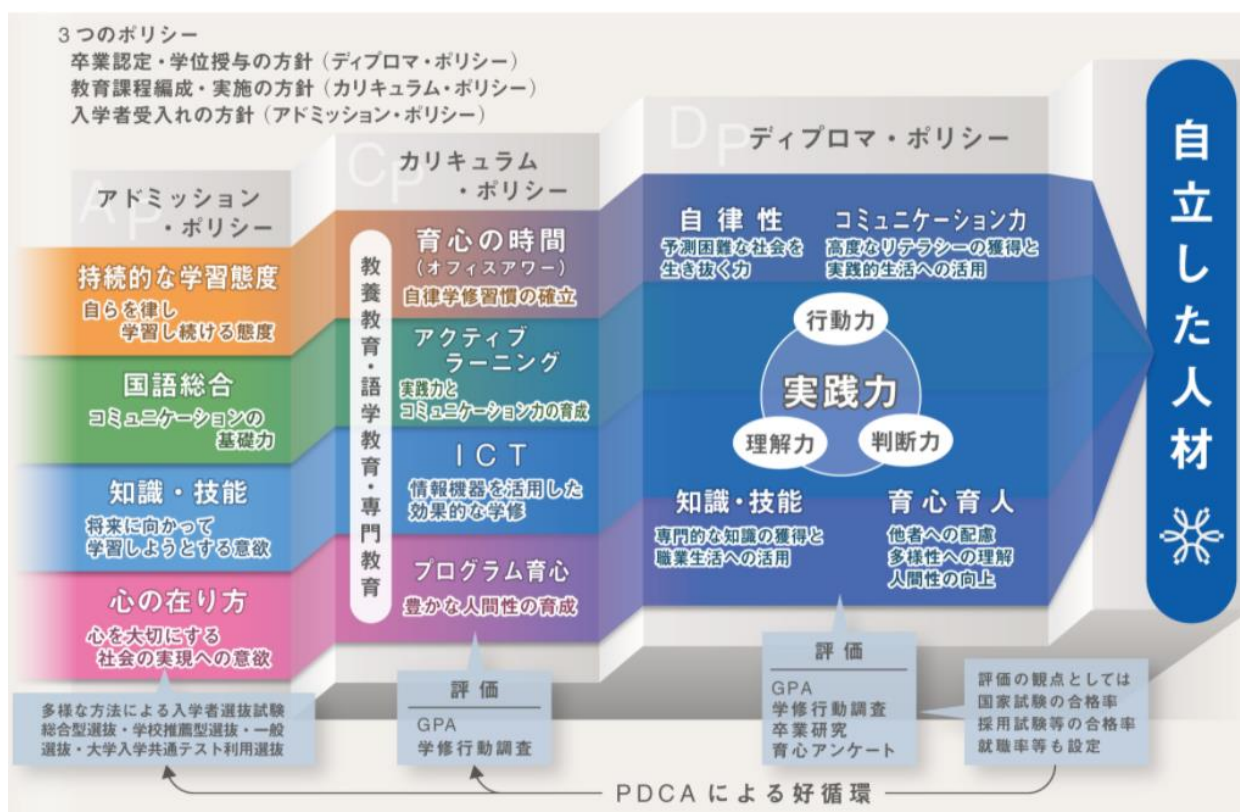 3つのポリシー
卒業認定・学位授与の方針(ディプロマ・ポリシー)
教育課程編成・実施の方針(カリキュラム・ポリシー)
入学者受入れの方針(アドミッション・ポリシー)
AP
アドミッション
・ポリシー
持続的な学習態度
自らを律し
学習し続ける態度
国語総合
コミュニケーションの
基礎力
知識・技能
将来に向かって
学習しようとする意欲
心の在り方
心を大切にする
社会の実現への意欲
多様な方法による入学者選抜試験
総合型選抜・学校推薦型選抜・一般
選抜・大学入学共通テスト利用選抜
CP
カリキュラム
・ポリシー
教養教育・語学教育・専門教育
育心の時間
(オフィスアワー)
自律学修習慣の確立
アクティブ
ラーニング
実践力と
コミュニケーション力の育成
ICT
情報機器を活用した
効果的な学修
プログラム育心
豊かな人間性の育成
評価
GPA
学修行動調査
DP
ディプロマ・ポリシー
自律性
予測困難な社会を
生き抜く力
コミュニケーション力
高度なリテラシーの獲得と
実践的生活への活用
行動力
実践力
理解力
判断力
知識・技能
専門的な知識の獲得と
職業生活への活用
育心育人
他者への配慮
多様性への理解
人間性の向上
評価
GPA
学修行動調査
卒業研究
育心アンケート
評価の観点としては
国家試験の合格率
採用試験等の合格率
就職率等も設定
自立した人材
PDCAによる好循環